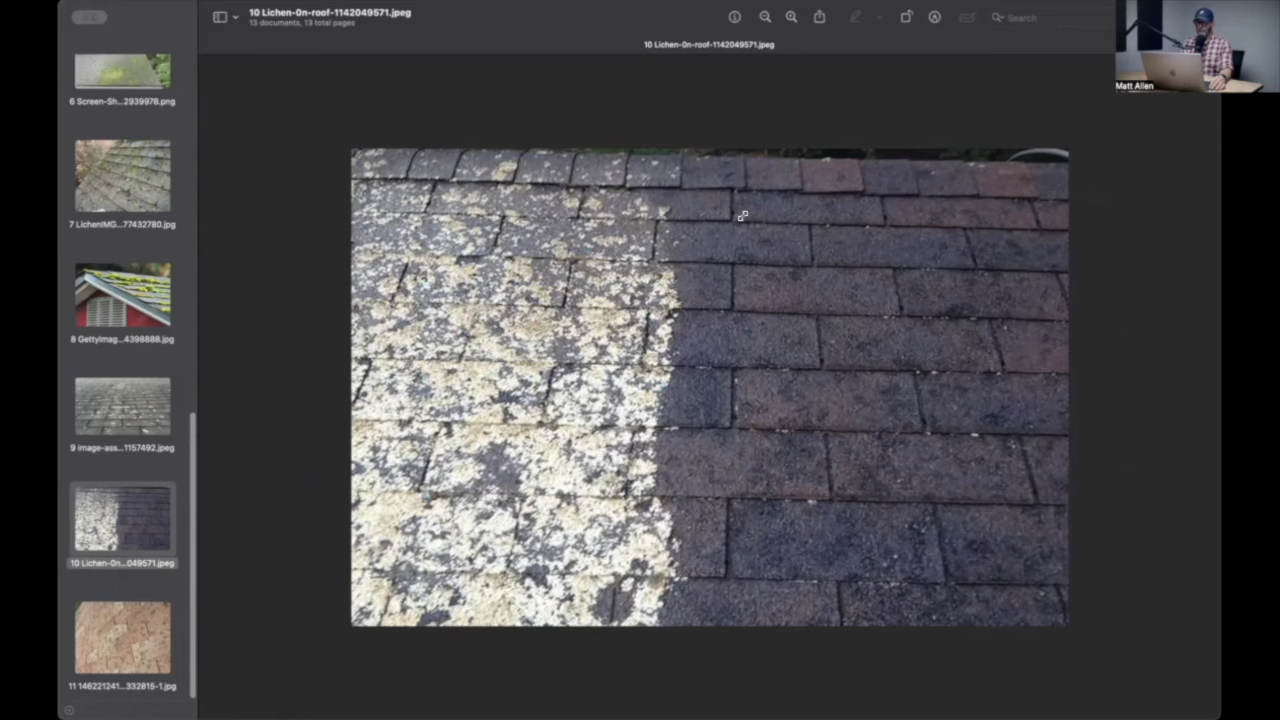 10 Lichen-0n-roof-1142049571.jpeg
13 documents, 13 total pages
Search
10 Lichen-0n-roof-1142049571.jpeg
Matt Allen
6 Screen-Sh...2939978.png
7 LichenIMG...77432780.jpg
8 GettyImag...4398888.jpg
9 image-ass...1157492.jpeg
10 Lichen-0n...049571.jpeg
11 146221241...332815-1.jpg